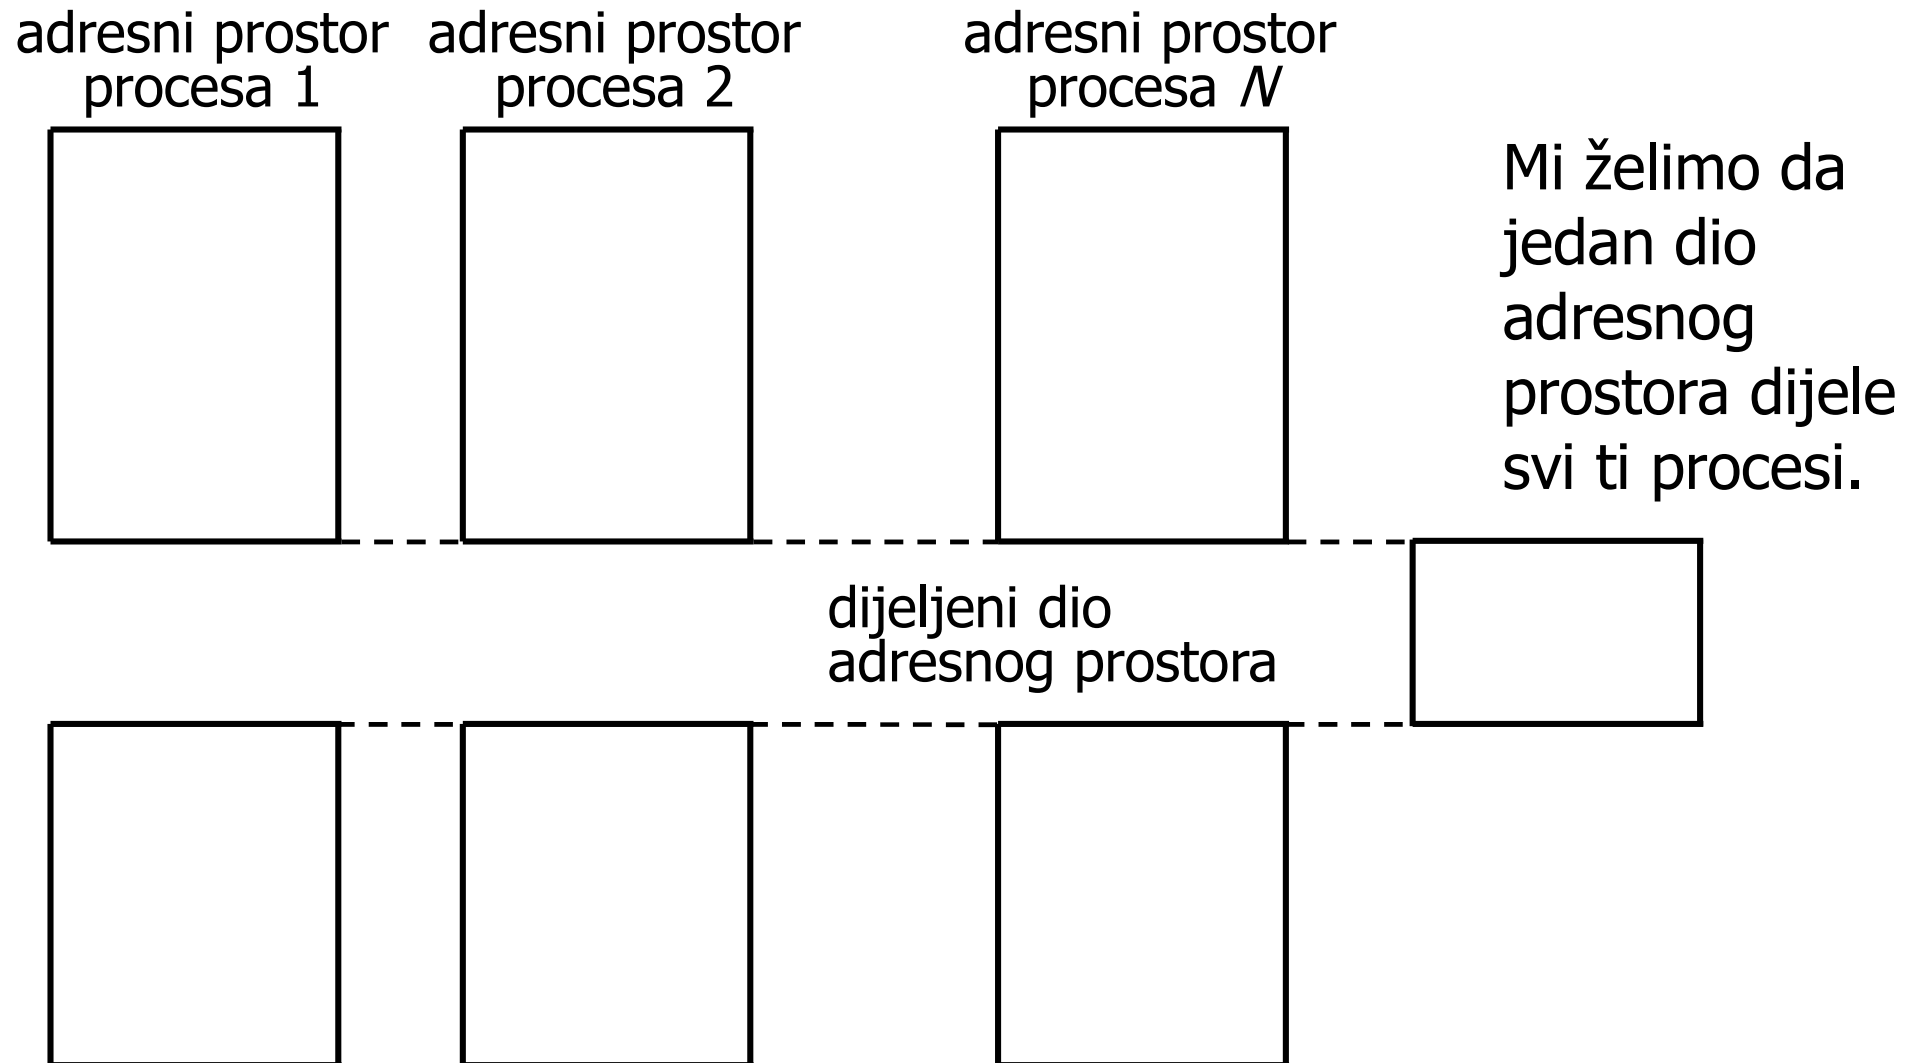 adresni prostor
procesa 1
adresni prostor
procesa 2
adresni prostor
procesa N
Mi želimo da
jedan dio
adresnog
prostora dijele
svi ti procesi.
dijeljeni dio
adresnog prostora